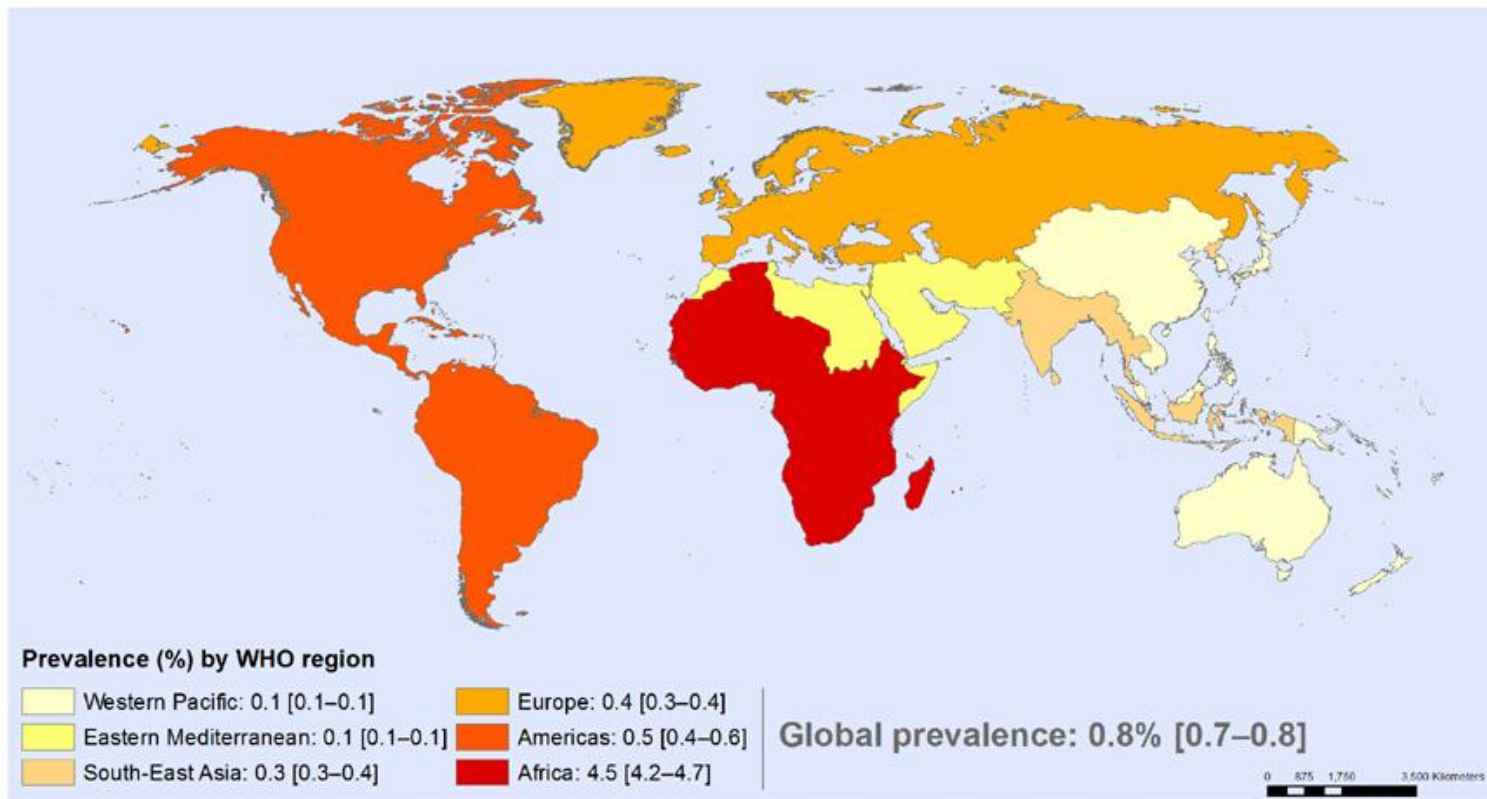 Prevalence (%) by WHO region
Western Pacific: 0.1 [0.1–0.1]
Eastern Mediterranean: 0.1 [0.1–0.1]
South-East Asia: 0.3 [0.3–0.4]
Europe: 0.4 [0.3–0.4]
Americas: 0.5 [0.4–0.6]
Africa: 4.5 [4.2–4.7]
Global prevalence: 0.8% [0.7–0.8]
0 875 1,750 3,500 Kilometers